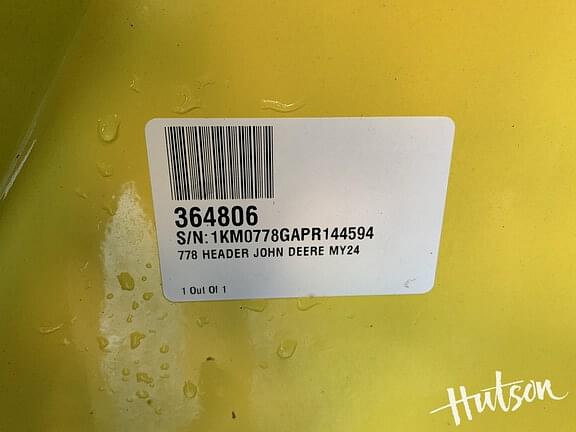 364806
S/N:1KM0778GAPR144594
778 HEADER JOHN DEERE MY24
1 Out Of 1
Hutson